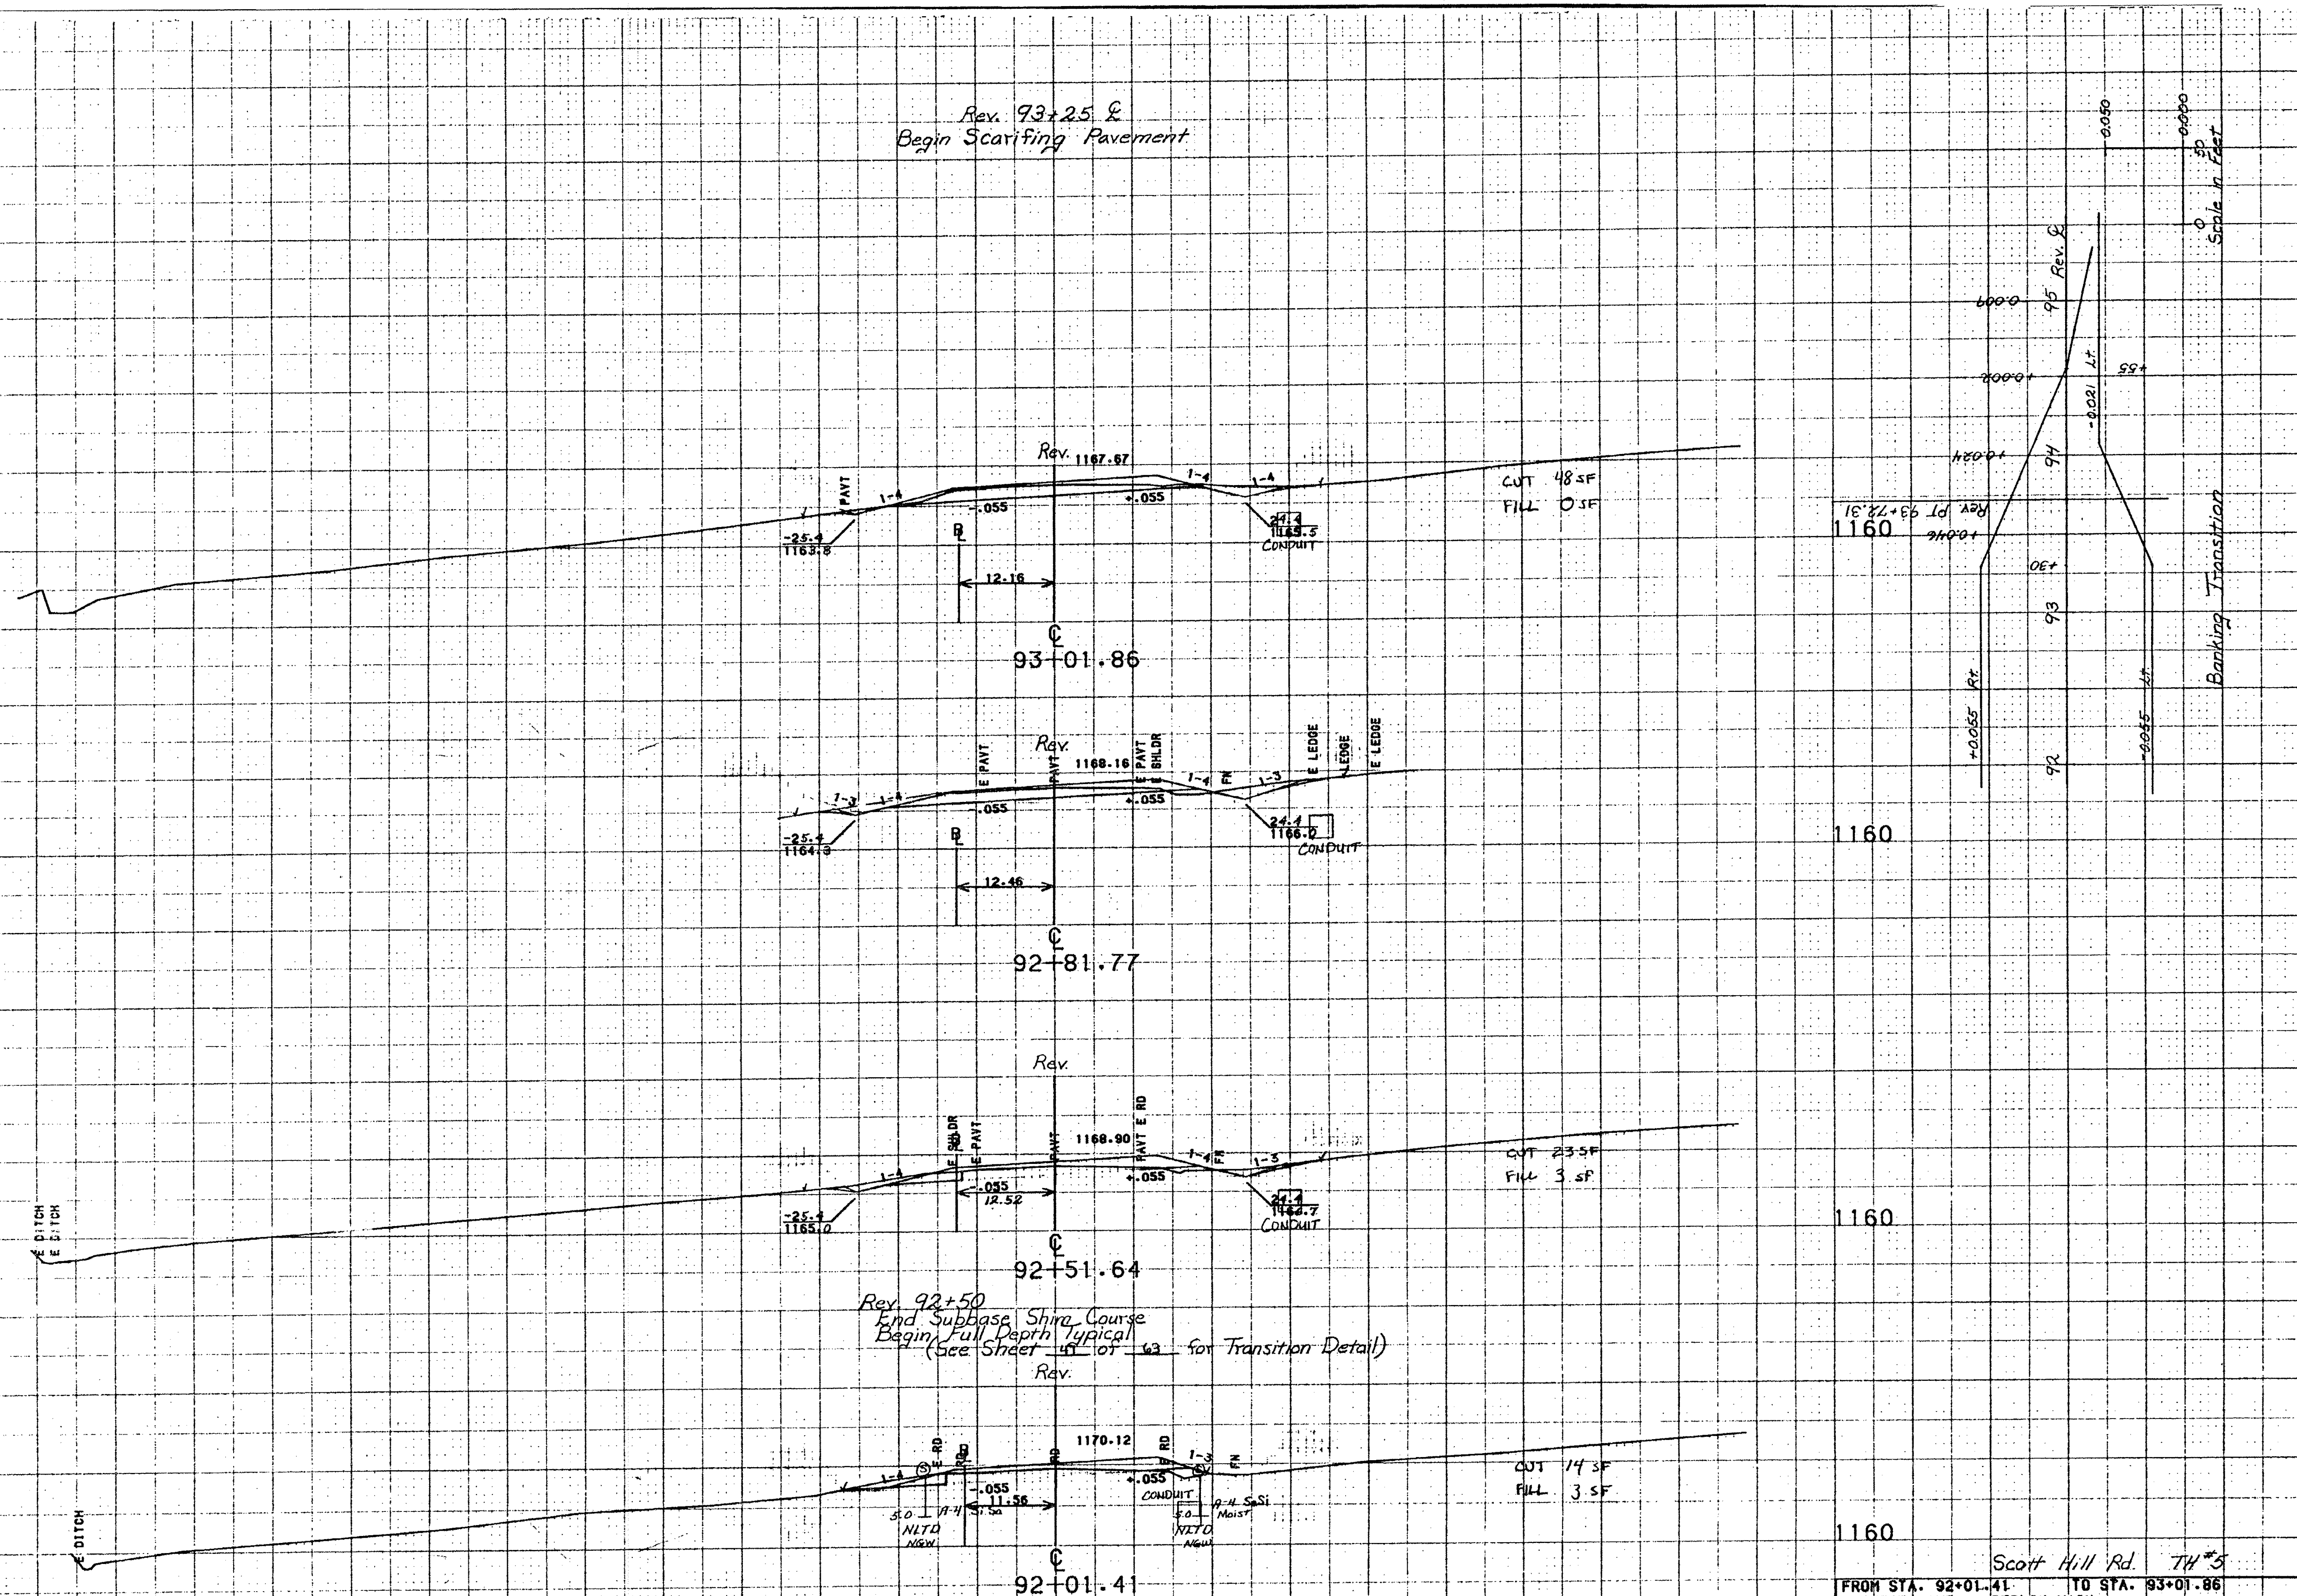 Rev. 93+25 ℄
Begin Scarifing Pavement
Rev. 1167.67
PAVT
1-4
1-4
1-4
-.055
+.055
-25.4
1163.8
24.4
1165.5
CONDUIT
B
12.16
℄
93+01.86
CUT 48 SF
FILL 0 SF
1160
Rev.
1168.16
E PAVT
PAVT
E PAVT
E SHLDR
FN
E LEDGE
LEDGE
E LEDGE
1-3
1-4
1-4
1-3
-.055
+.055
-25.4
1164.3
24.4
1166.0
CONDUIT
B
12.46
℄
92+81.77
1160
Rev.
1168.90
E SHLDR
E PAVT
PAVT
PAVT E RD
FN
1-4
1-4
1-3
-.055
12.52
+.055
-25.4
1165.0
24.4
CONDUIT
E DITCH
E DITCH
℄
92+51.64
CUT 23 SF
FILL 3 SF
1160
Rev. 92+50
End Subbase Shim Course
Begin Full Depth Typical
(See Sheet of 63 for Transition Detail)
Rev.
1170.12
E RD
RD
E RD
FN
1-4
-.055
11.56
+.055
CONDUIT
5.0
A-4 Si Sa
NLTD
NGW
5.0
A-4 SaSi
Moist
NLTD
NGW
E DITCH
℄
92+01.41
CUT 14 SF
FILL 3 SF
1160
-0.050
0.000
0 50
Scale in Feet
Banking Transition
+0.055 Rt.
-0.055 Lt.
-0.021 Lt.
92
93
94
95 Rev. ℄
+30
+55
+0.046
+0.024
+0.002
0.009
Rev. PT 93+72.31
Scott Hill Rd. TH #5
FROM STA. 92+01.41 TO STA. 93+01.86